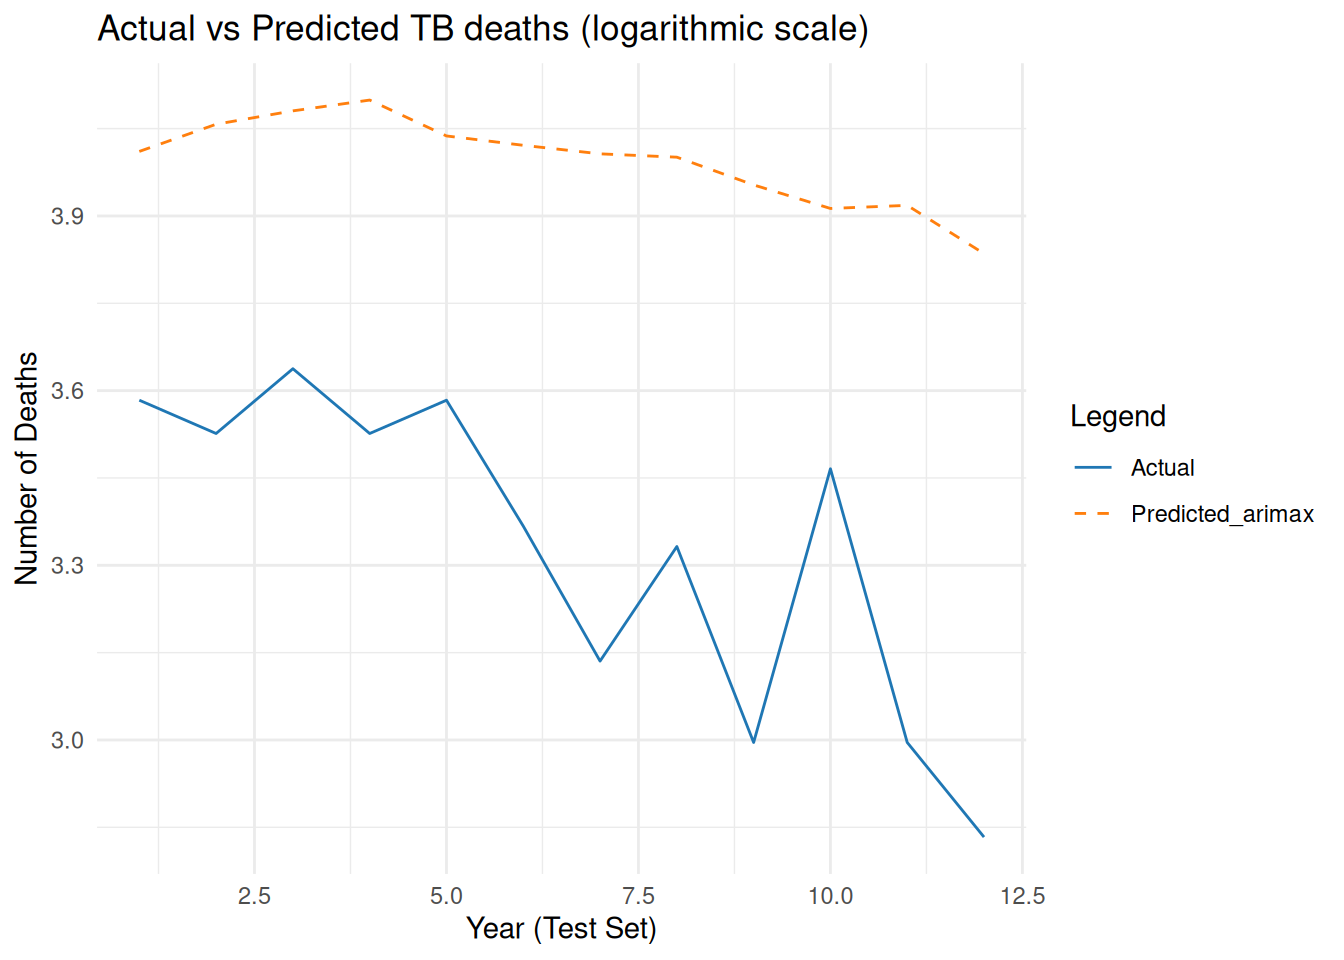 Actual vs Predicted TB deaths (logarithmic scale)
Number of Deaths
3.9
3.6
3.3
3.0
2.5 5.0 7.5 10.0 12.5
Year (Test Set)
Legend
Actual
Predicted_arimax